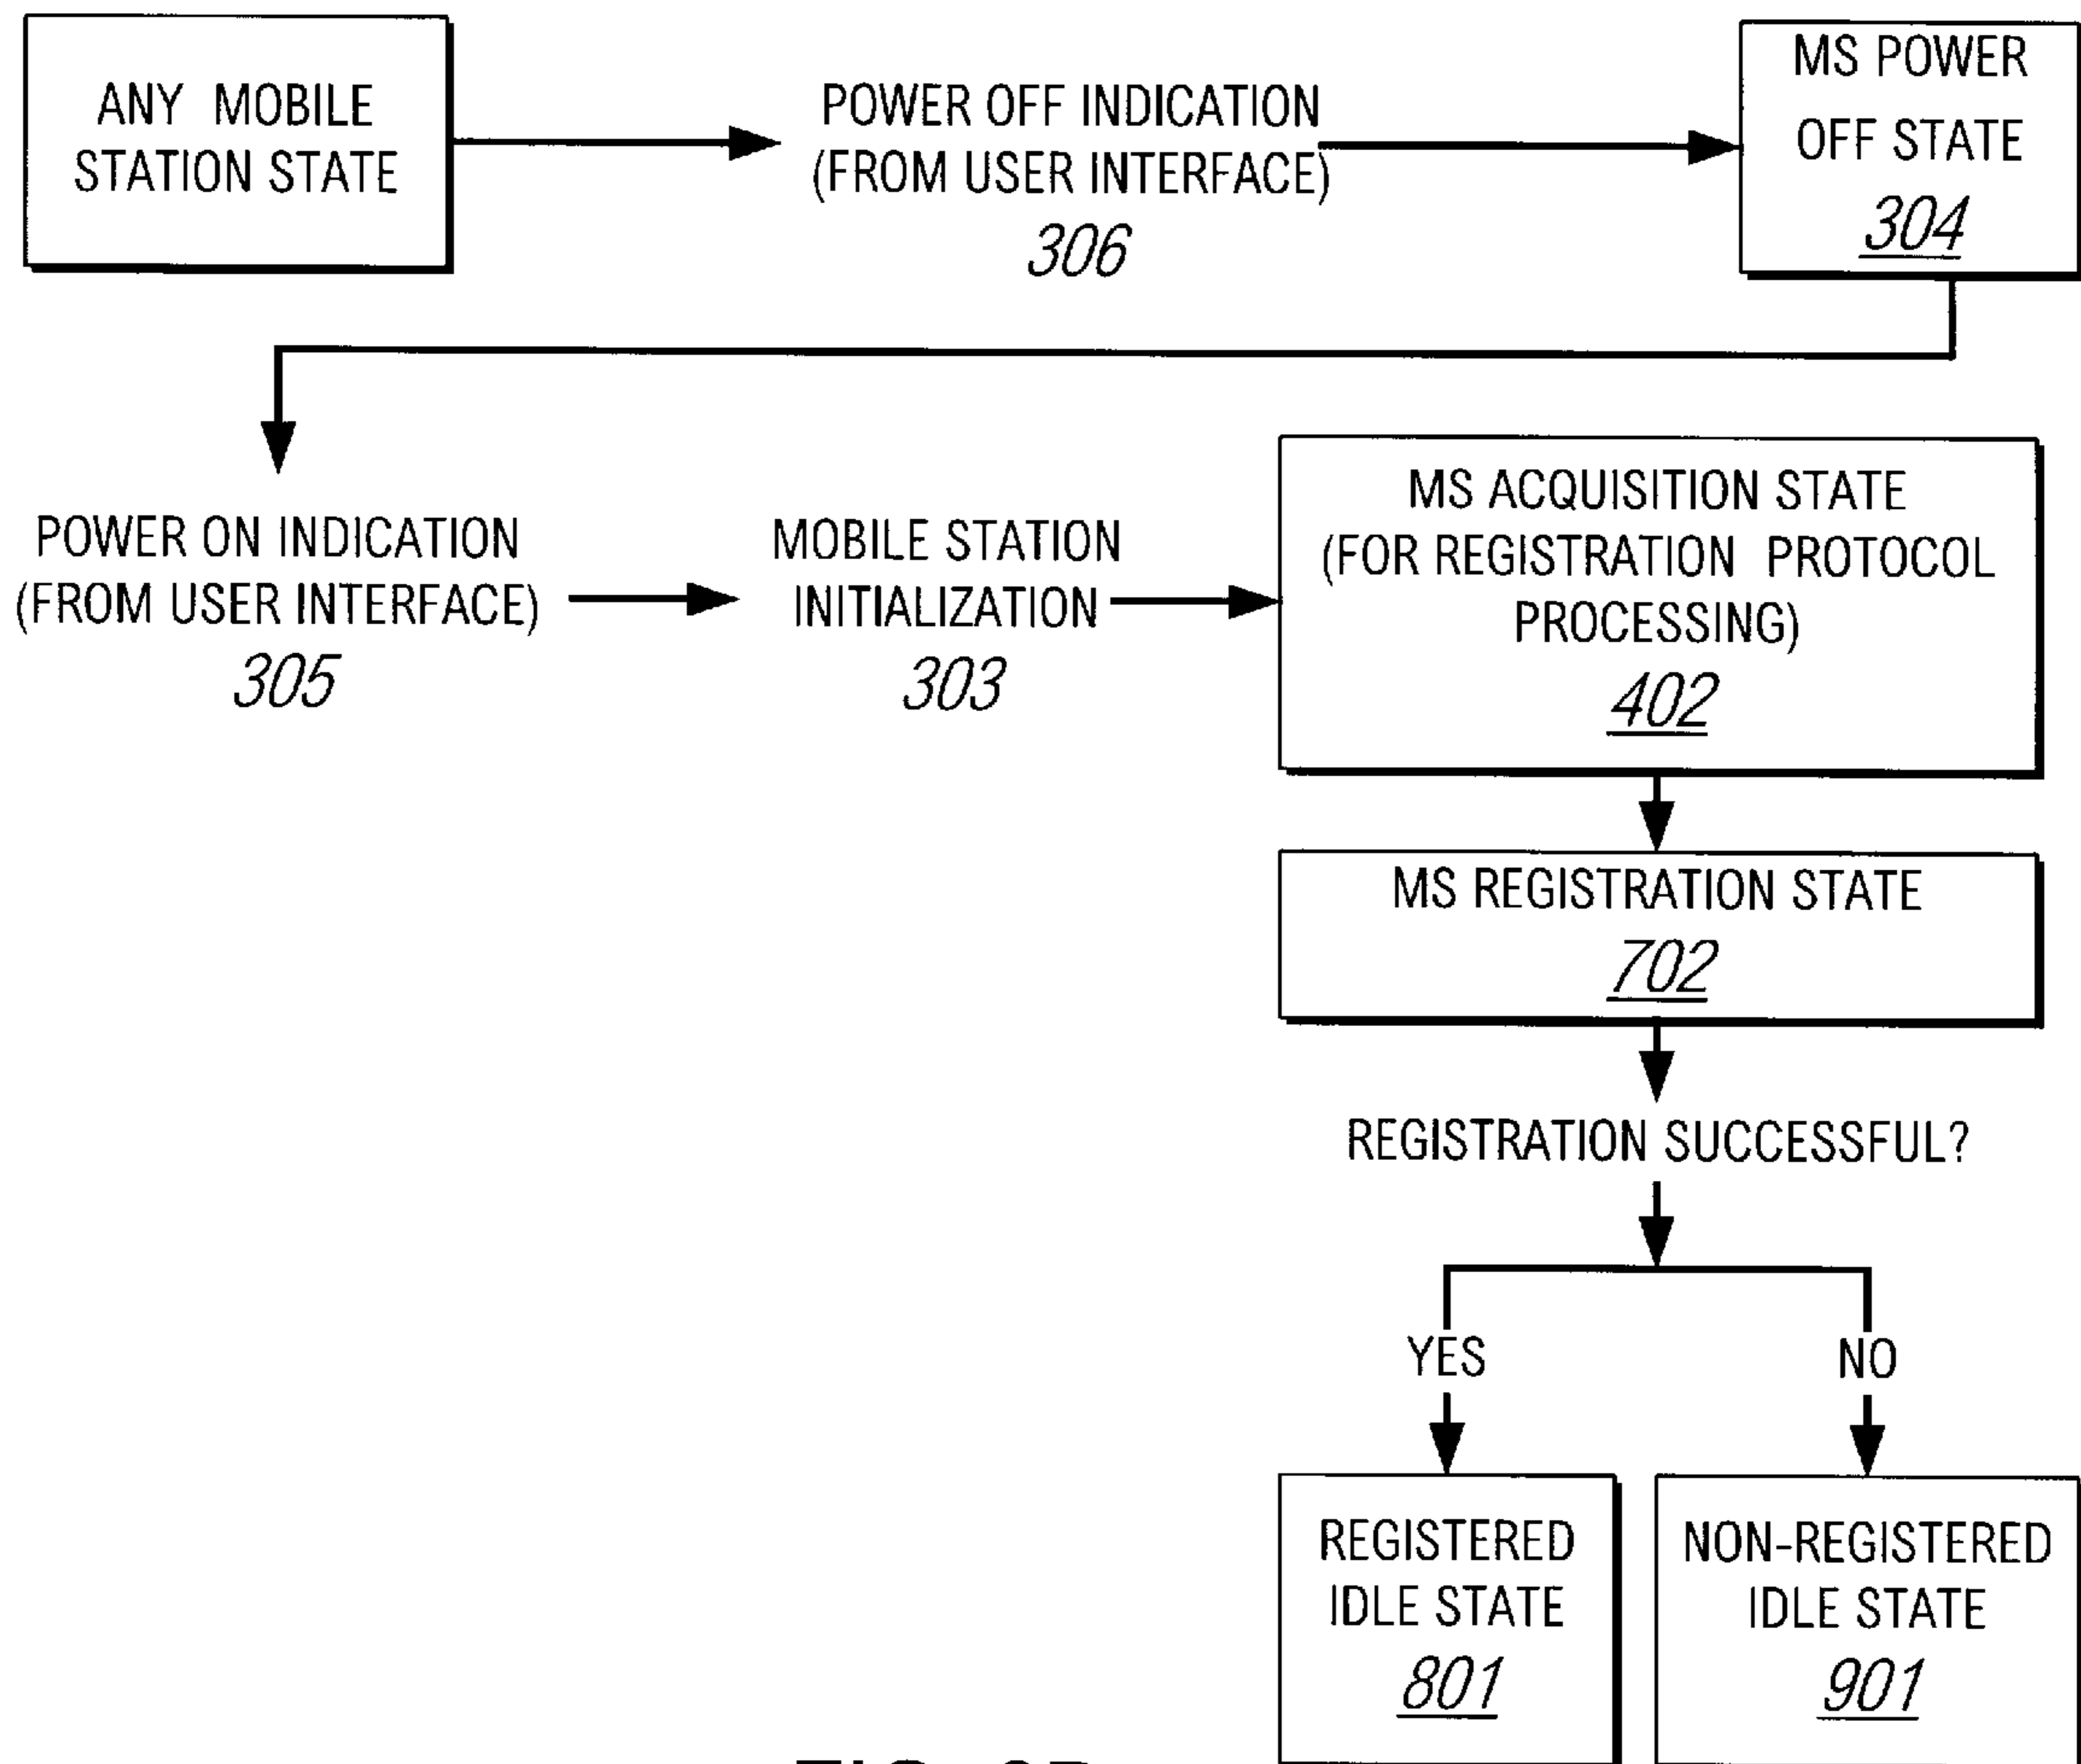 ANY MOBILE
STATION STATE
POWER OFF INDICATION
(FROM USER INTERFACE)
306
MS POWER
OFF STATE
304
POWER ON INDICATION
(FROM USER INTERFACE)
305
MOBILE STATION
INITIALIZATION
303
MS ACQUISITION STATE
(FOR REGISTRATION PROTOCOL
PROCESSING)
402
MS REGISTRATION STATE
702
REGISTRATION SUCCESSFUL?
YES
NO
REGISTERED
IDLE STATE
801
NON-REGISTERED
IDLE STATE
901